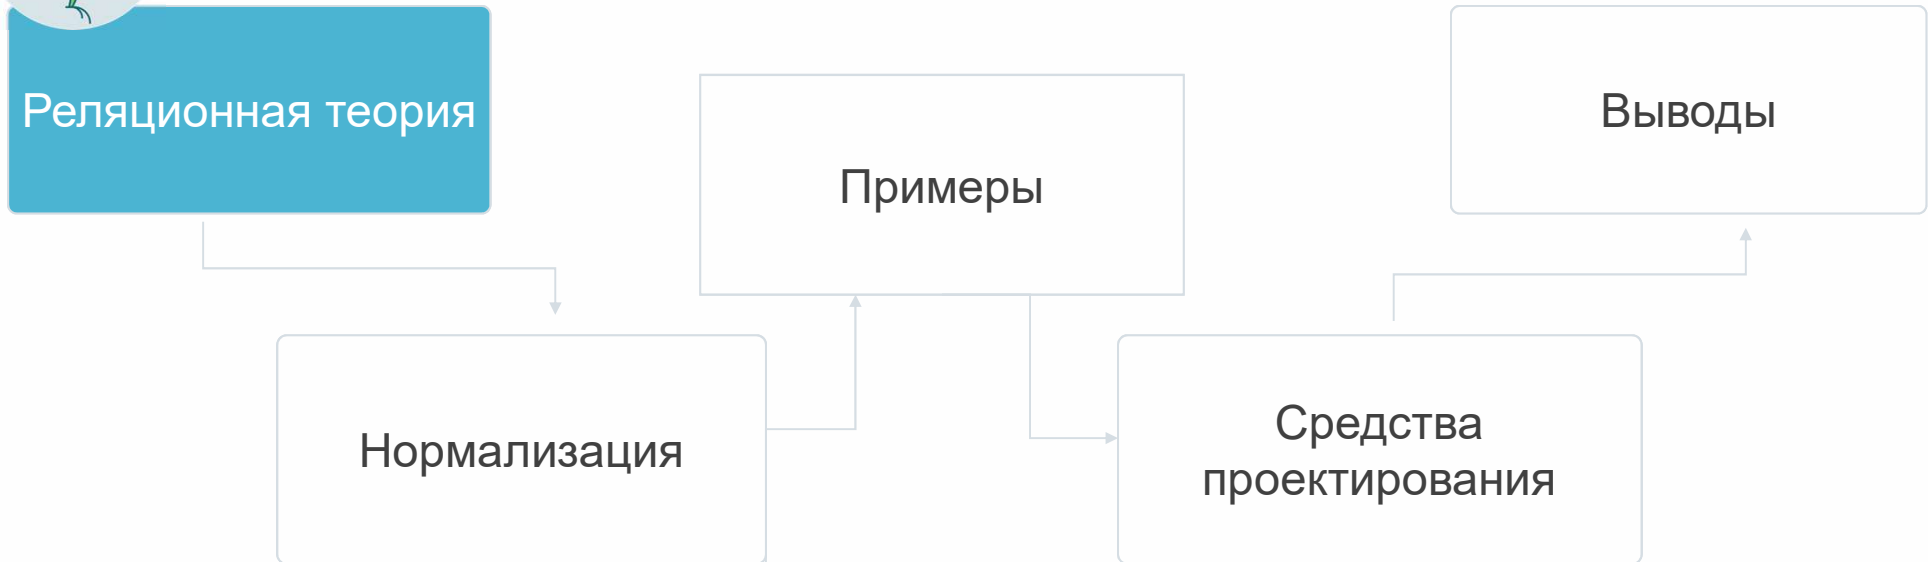 Реляционная теория
Нормализация
Примеры
Средства
проектирования
Выводы